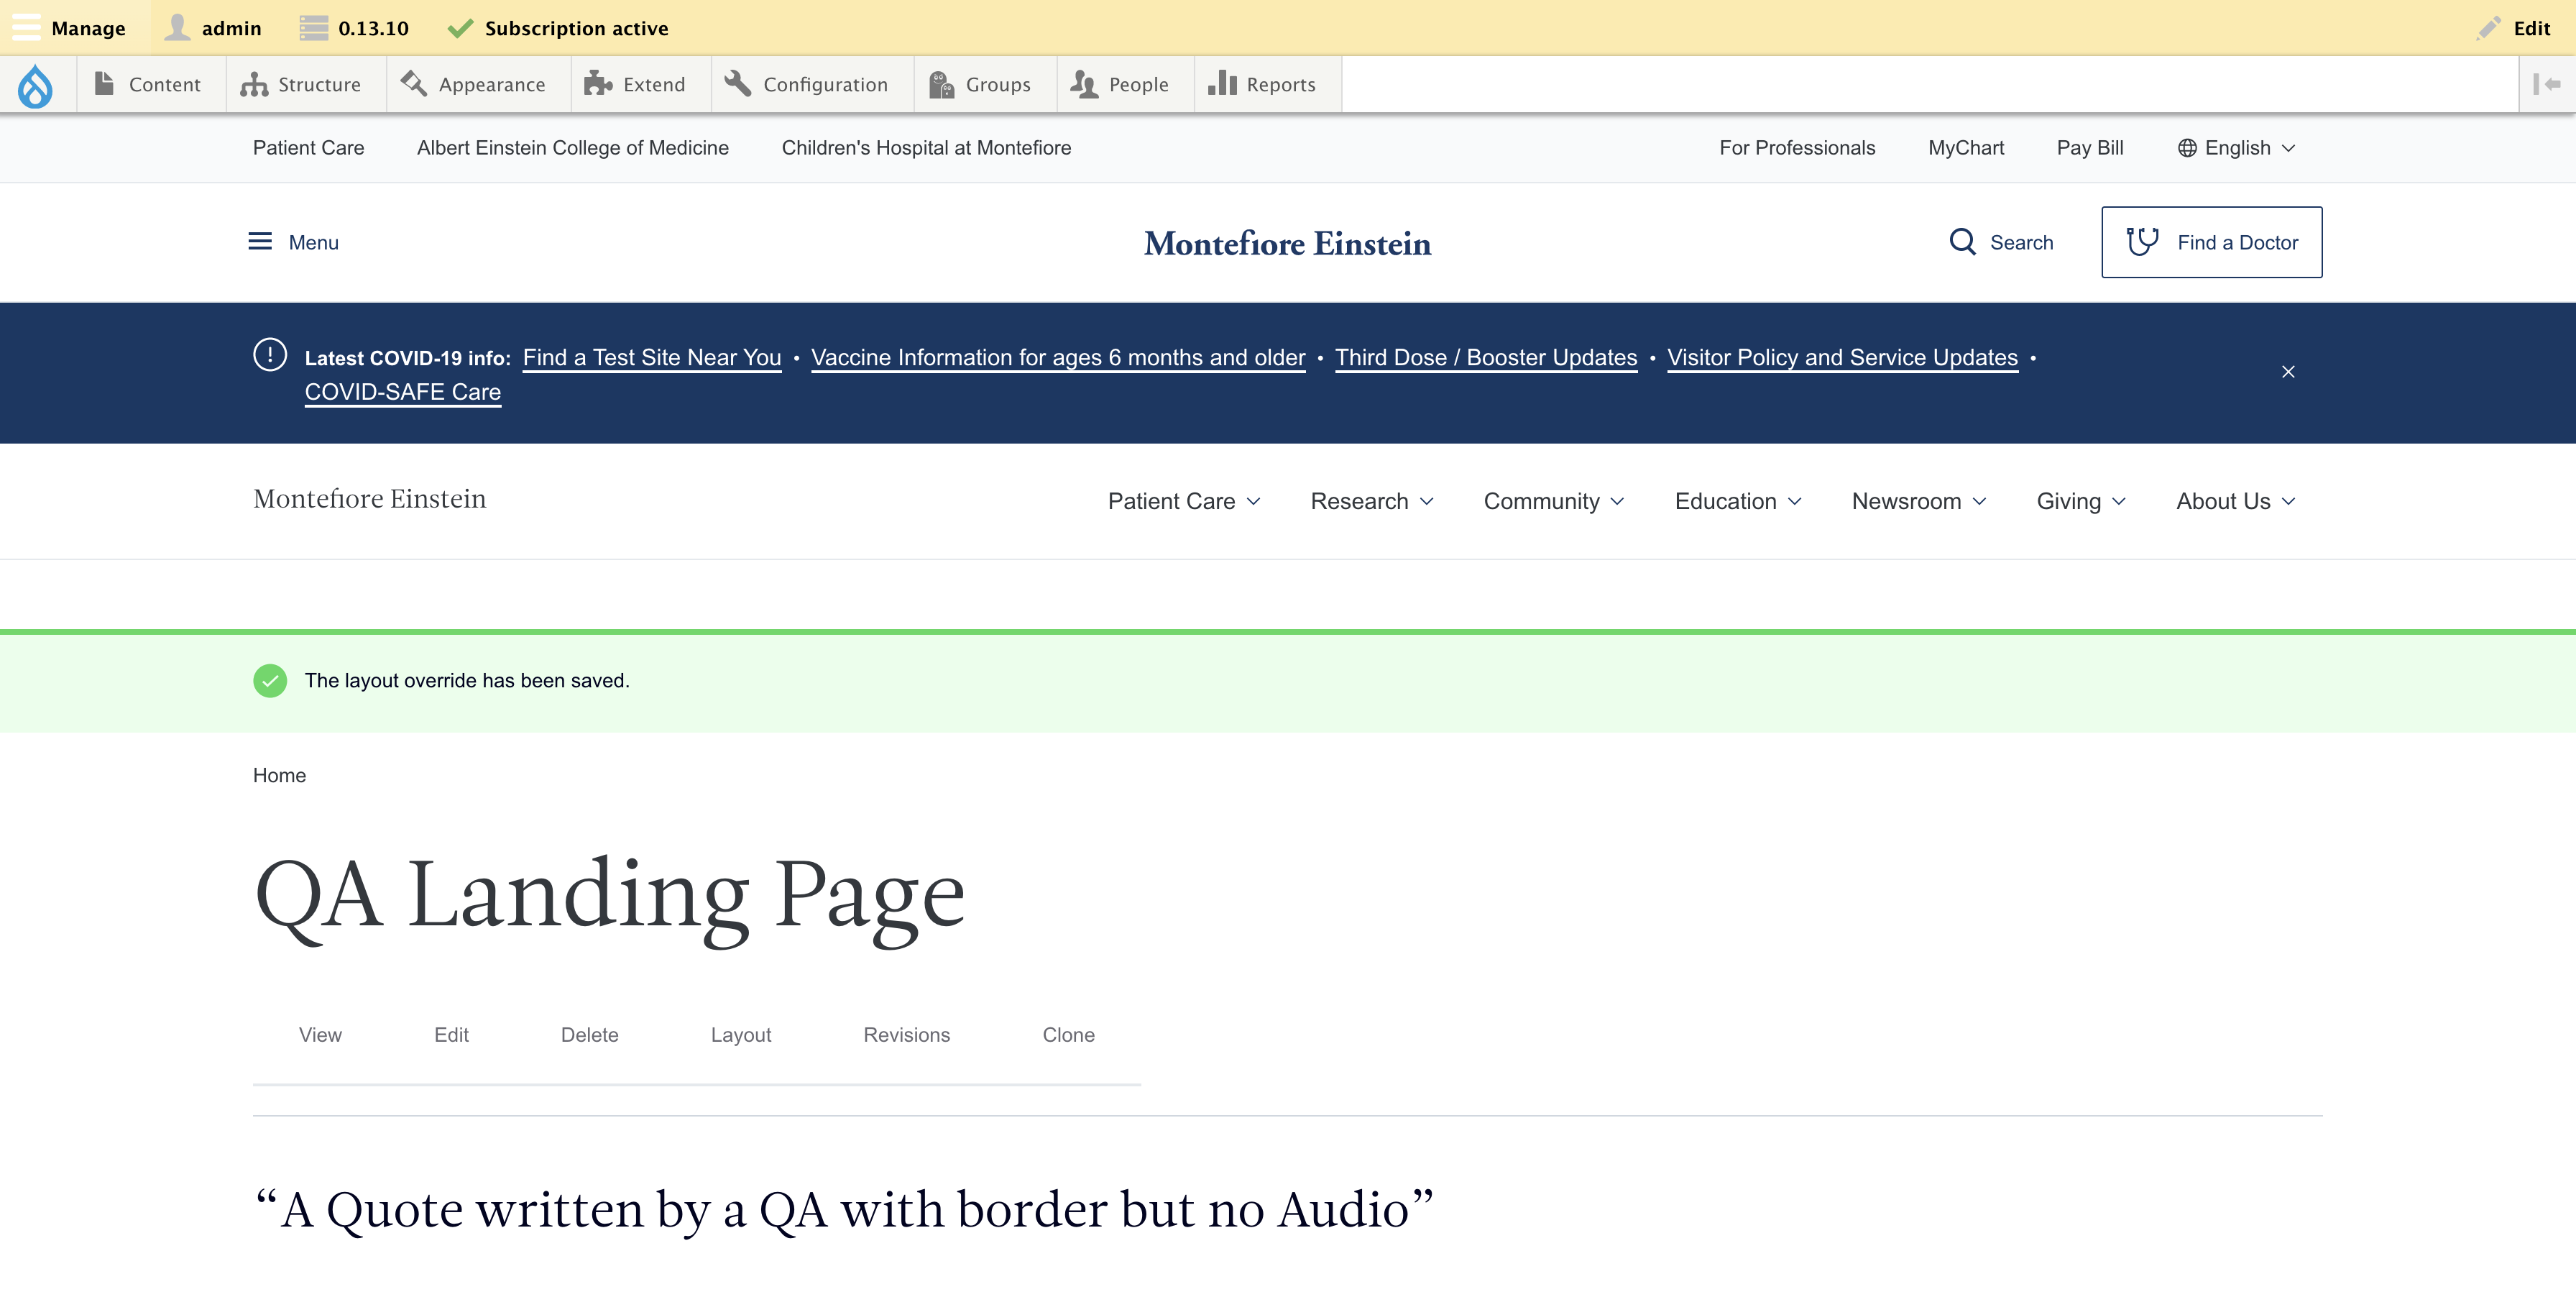 Manage admin 0.13.10 Subscription active Edit
Content Structure Appearance Extend Configuration Groups People Reports
Patient Care Albert Einstein College of Medicine Children's Hospital at Montefiore For Professionals MyChart Pay Bill English
Menu Montefiore Einstein Search Find a Doctor
Latest COVID-19 info: Find a Test Site Near You • Vaccine Information for ages 6 months and older • Third Dose / Booster Updates • Visitor Policy and Service Updates •
COVID-SAFE Care
Montefiore Einstein Patient Care Research Community Education Newsroom Giving About Us
The layout override has been saved.
Home
QA Landing Page
View Edit Delete Layout Revisions Clone
“A Quote written by a QA with border but no Audio”